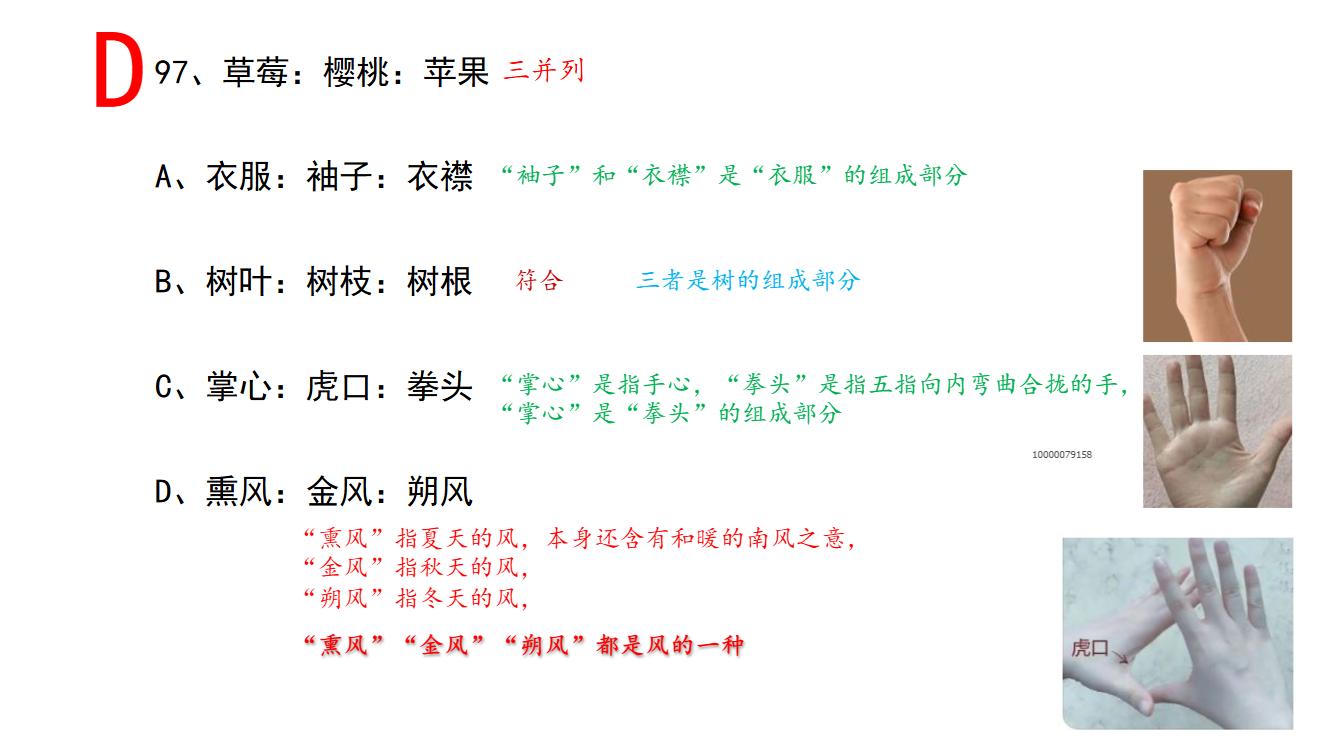 D
97、草莓：樱桃：苹果 三并列
A、衣服：袖子：衣襟 “袖子”和“衣襟”是“衣服”的组成部分
B、树叶：树枝：树根 符合 三者是树的组成部分
C、掌心：虎口：拳头 “掌心”是指手心，“拳头”是指五指向内弯曲合拢的手，
“掌心”是“拳头”的组成部分
10000079158
D、熏风：金风：朔风
“熏风”指夏天的风，本身还含有和暖的南风之意，
“金风”指秋天的风，
“朔风”指冬天的风，
“熏风”“金风”“朔风”都是风的一种
虎口